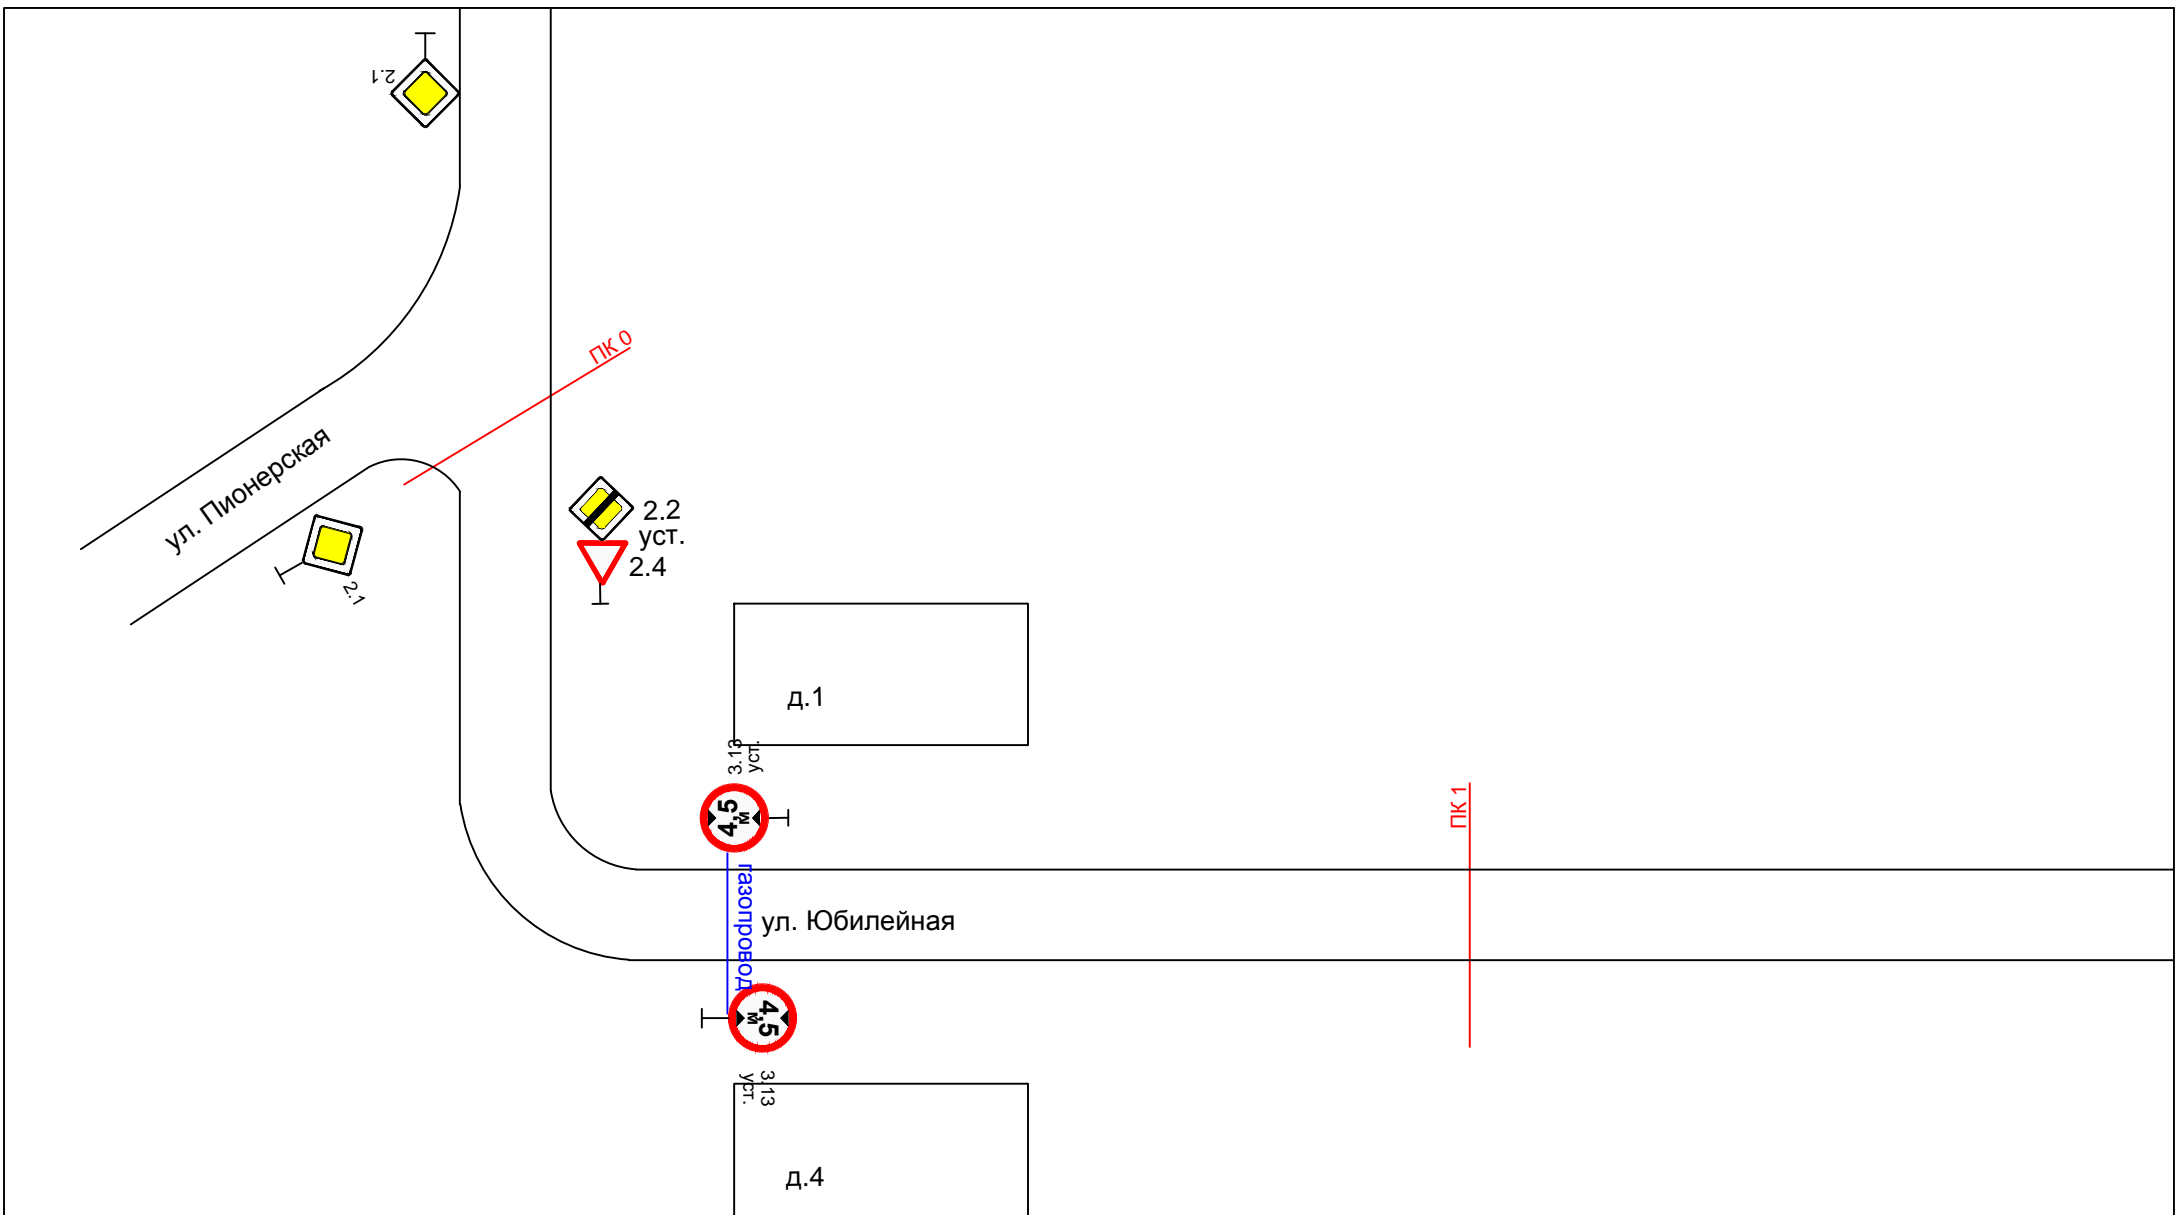 2.1
ПК 0
ул. Пионерская
2.1
2.2
уст.
2.4
д.1
3.13
уст.
4,5
м
ПК 1
газопровод
ул. Юбилейная
4,5
м
3.13
уст.
д.4